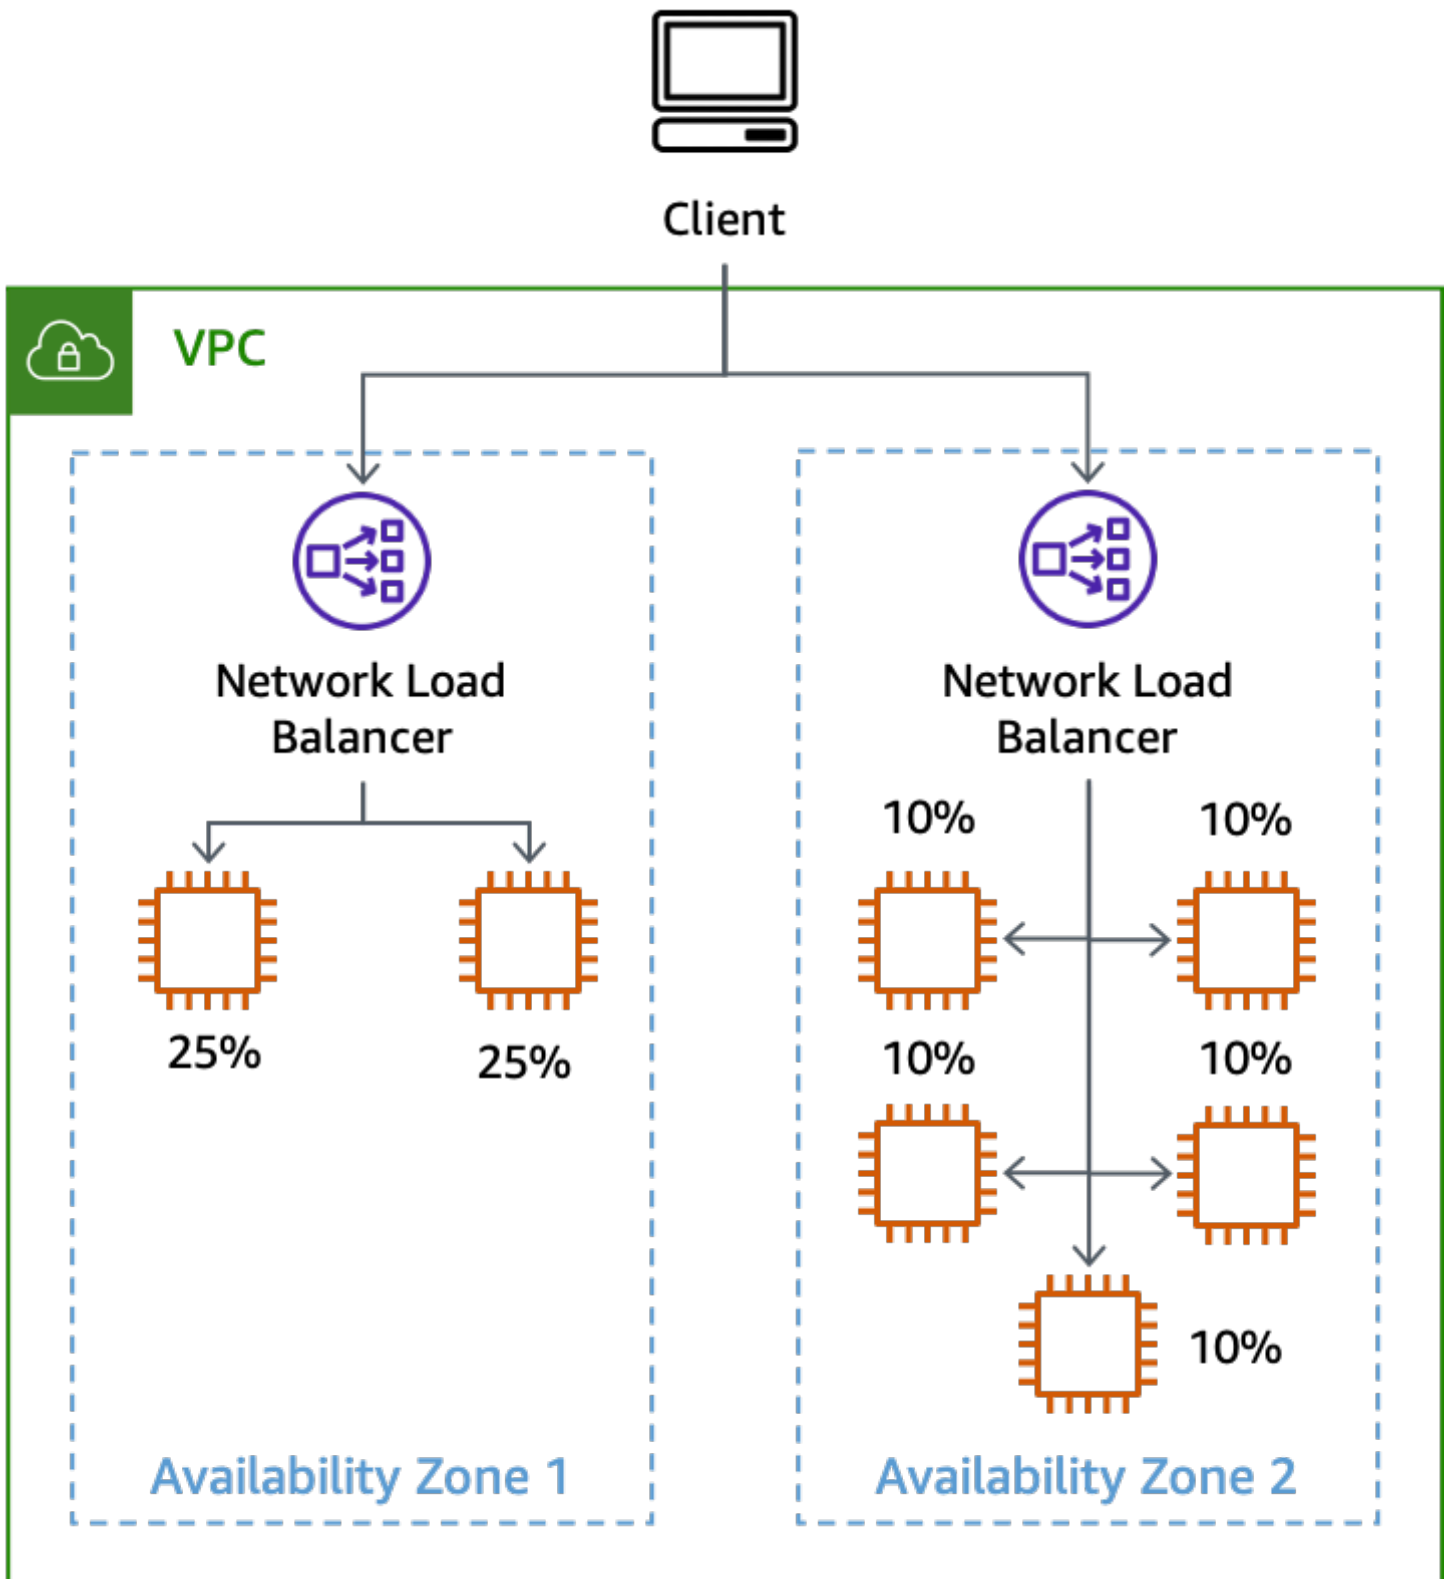 Client
VPC
Network Load
Balancer
25%
25%
Availability Zone 1
Network Load
Balancer
10%
10%
10%
10%
10%
Availability Zone 2